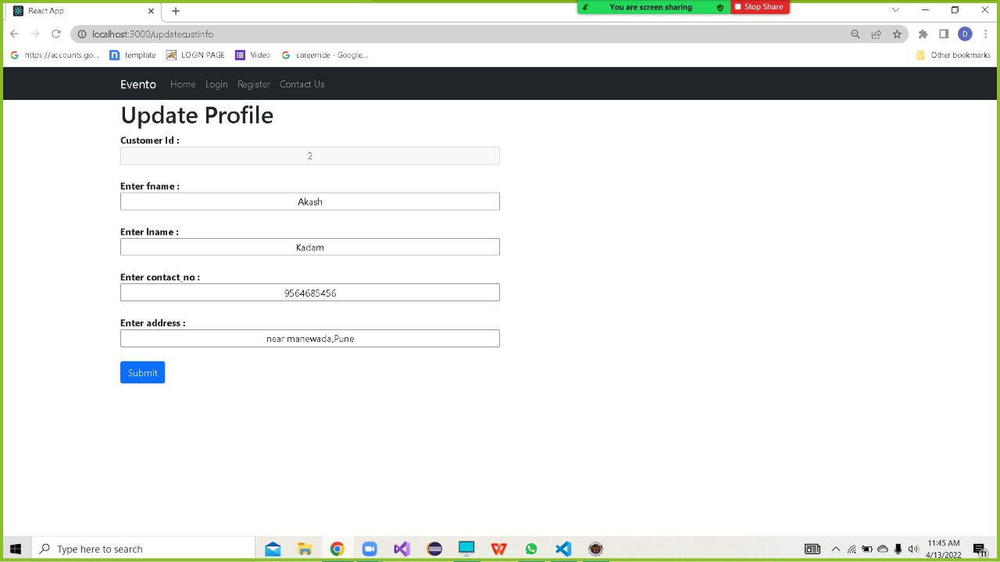 You are screen sharing Stop Share
React App
localhost:3000/updatecustinfo
D
https://accounts.go... template LOGIN PAGE Video careerride - Google... Other bookmarks
Evento Home Login Register Contact Us
Update Profile
Customer Id :
2
Enter fname :
Akash
Enter lname :
Kadam
Enter contact_no :
9564685456
Enter address :
near manewada,Pune
Submit
Type here to search
11:45 AM
4/13/2022
11